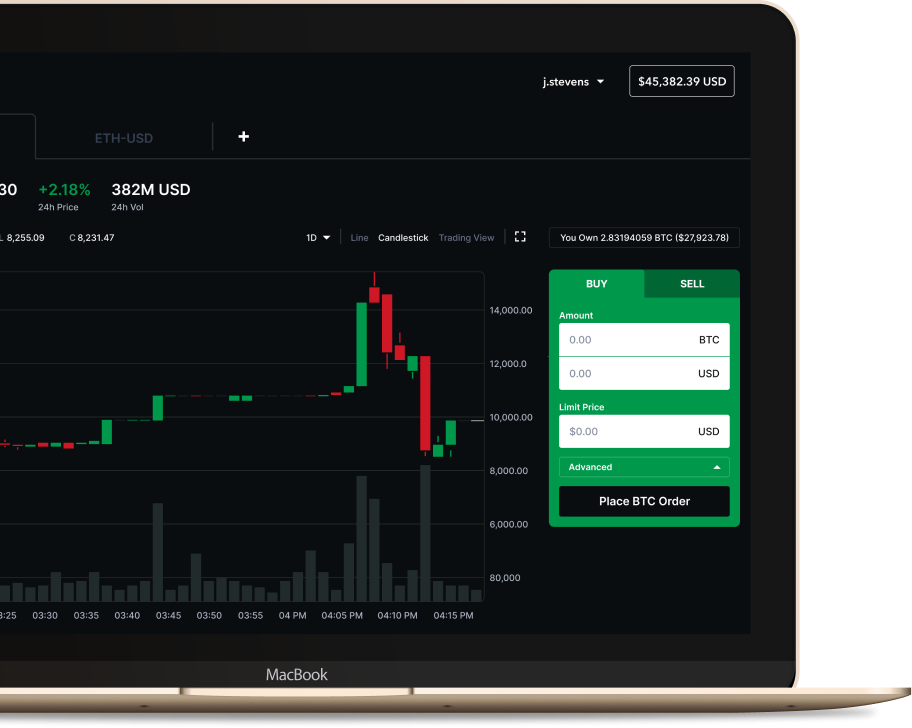 j.stevens
$45,382.39 USD
ETH-USD
+
30 +2.18% 382M USD
24h Price 24h Vol
L 8,255.09 C 8,231.47 1D Line Candlestick Trading View
You Own 2.83194059 BTC ($27,923.78)
14,000.00
12,000.0
10,000.00
8,000.00
6,000.00
80,000
3:25 03:30 03:35 03:40 03:45 03:50 03:55 04 PM 04:05 PM 04:10 PM 04:15 PM
BUY SELL
Amount
0.00 BTC
0.00 USD
Limit Price
$0.00 USD
Advanced
Place BTC Order
MacBook